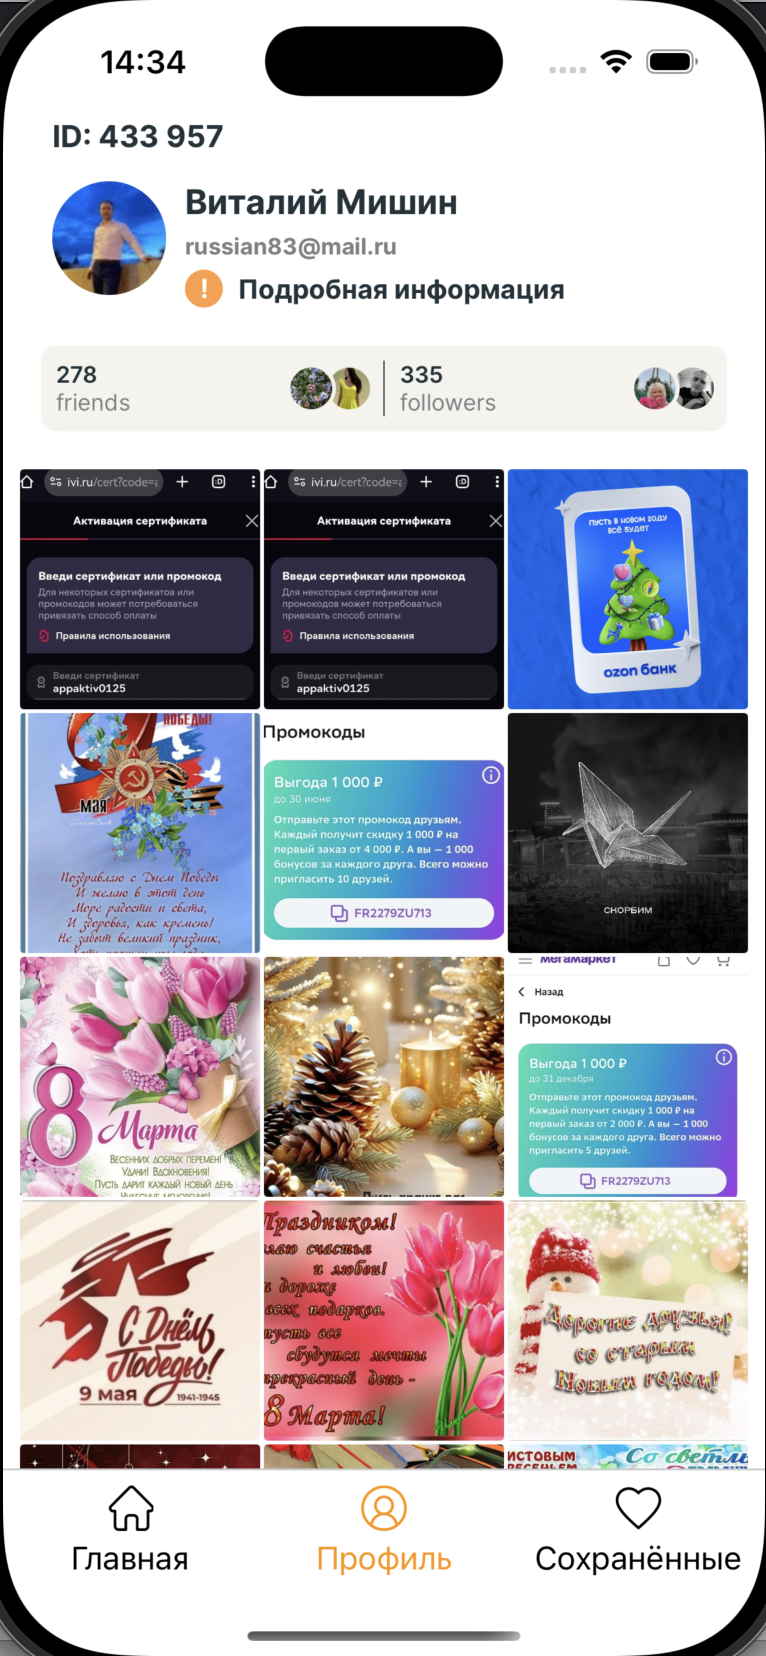 14:34
ID: 433 957
Виталий Мишин
russian83@mail.ru
! Подробная информация
278
friends
335
followers
ivi.ru/cert?code=
:D
Активация сертификата
Введи сертификат или промокод
Для некоторых сертификатов или
промокодов может потребоваться
привязать способ оплаты
Правила использования
Введи сертификат
appaktiv0125
ivi.ru/cert?code=
:D
Активация сертификата
Введи сертификат или промокод
Для некоторых сертификатов или
промокодов может потребоваться
привязать способ оплаты
Правила использования
Введи сертификат
appaktiv0125
ПУСТЬ В НОВОМ ГОДУ
ВСЁ БУДЕТ
ozon банк
ПОБЕДЫ!
МАЯ
Поздравляю с Днем Победы
И желаю в этот день
Море радости и света,
И здоровья, как кремень!
Не забыт великий праздник,
Промокоды
Выгода 1 000 ₽
до 30 июня
Отправьте этот промокод друзьям.
Каждый получит скидку 1 000 ₽ на
первый заказ от 4 000 ₽. А вы — 1 000
бонусов за каждого друга. Всего можно
пригласить 10 друзей.
FR2279ZU713
СКОРБИМ
8 Марта
Весенних добрых перемен!
Удачи! Вдохновения!
Пусть дарит каждый новый день
Чудесные мгновения!
мегамаркет
Назад
Промокоды
Выгода 1 000 ₽
до 31 декабря
Отправьте этот промокод друзьям.
Каждый получит скидку 1 000 ₽ на
первый заказ от 2 000 ₽. А вы — 1 000
бонусов за каждого друга. Всего можно
пригласить 5 друзей.
FR2279ZU713
С Днём
Победы!
9 мая 1941-1945
Праздником!
лаю счастья
и любви!
и дороже
всех подарков.
пусть все
сбудутся мечты
прекрасный день -
8 Марта!
Дорогие друзья!
со старым
Новым годом!
ИСТОВЫМ
Со светлы
Главная
Профиль
Сохранённые